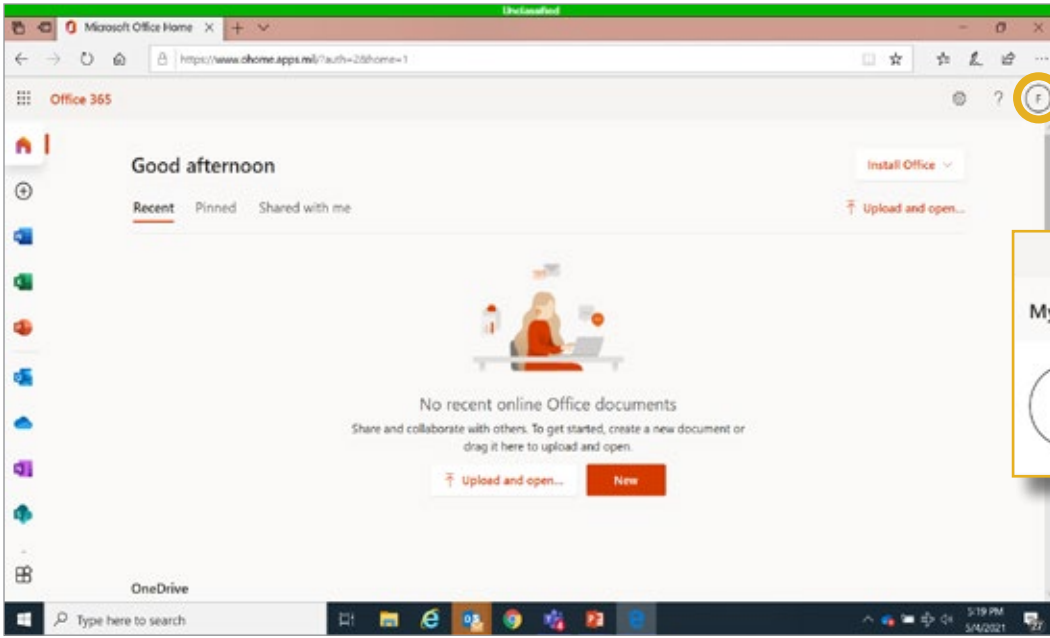 Unclassified
Microsoft Office Home
https://www.ohome.apps.mil/?auth=2&home=1
Office 365
?
F
Good afternoon
Install Office
Recent Pinned Shared with me
Upload and open...
My
No recent online Office documents
Share and collaborate with others. To get started, create a new document or
drag it here to upload and open.
Upload and open...
New
OneDrive
Type here to search
5:19 PM
5/4/2021
27